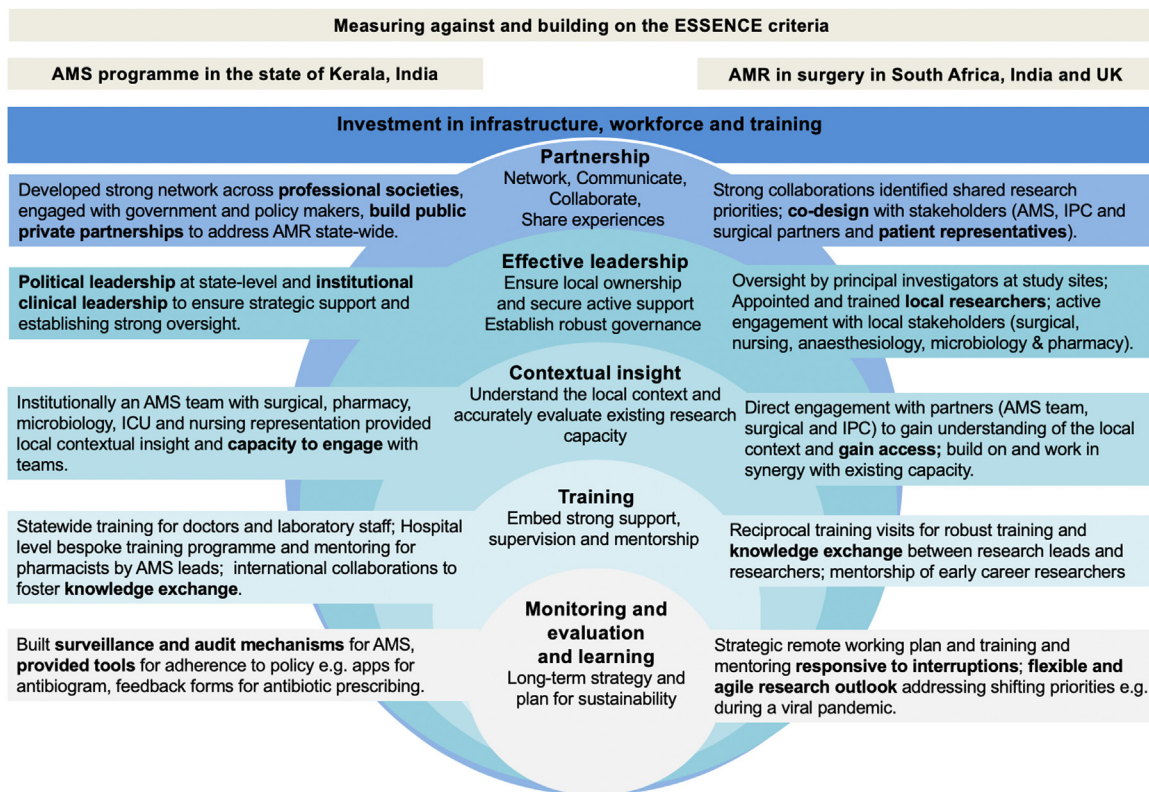 Measuring against and building on the ESSENCE criteria
AMS programme in the state of Kerala, India
AMR in surgery in South Africa, India and UK
Investment in infrastructure, workforce and training
Partnership
Network, Communicate,
Collaborate,
Share experiences
Developed strong network across professional societies,
engaged with government and policy makers, build public
private partnerships to address AMR state-wide.
Strong collaborations identified shared research
priorities; co-design with stakeholders (AMS, IPC and
surgical partners and patient representatives).
Effective leadership
Ensure local ownership
and secure active support
Establish robust governance
Political leadership at state-level and institutional
clinical leadership to ensure strategic support and
establishing strong oversight.
Oversight by principal investigators at study sites;
Appointed and trained local researchers; active
engagement with local stakeholders (surgical,
nursing, anaesthesiology, microbiology & pharmacy).
Contextual insight
Understand the local context and
accurately evaluate existing research
capacity
Institutionally an AMS team with surgical, pharmacy,
microbiology, ICU and nursing representation provided
local contextual insight and capacity to engage with
teams.
Direct engagement with partners (AMS team,
surgical and IPC) to gain understanding of the local
context and gain access; build on and work in
synergy with existing capacity.
Training
Embed strong support,
supervision and mentorship
Statewide training for doctors and laboratory staff; Hospital
level bespoke training programme and mentoring for
pharmacists by AMS leads; international collaborations to
foster knowledge exchange.
Reciprocal training visits for robust training and
knowledge exchange between research leads and
researchers; mentorship of early career researchers
Monitoring and
evaluation
and learning
Long-term strategy and
plan for sustainability
Built surveillance and audit mechanisms for AMS,
provided tools for adherence to policy e.g. apps for
antibiogram, feedback forms for antibiotic prescribing.
Strategic remote working plan and training and
mentoring responsive to interruptions; flexible and
agile research outlook addressing shifting priorities e.g.
during a viral pandemic.